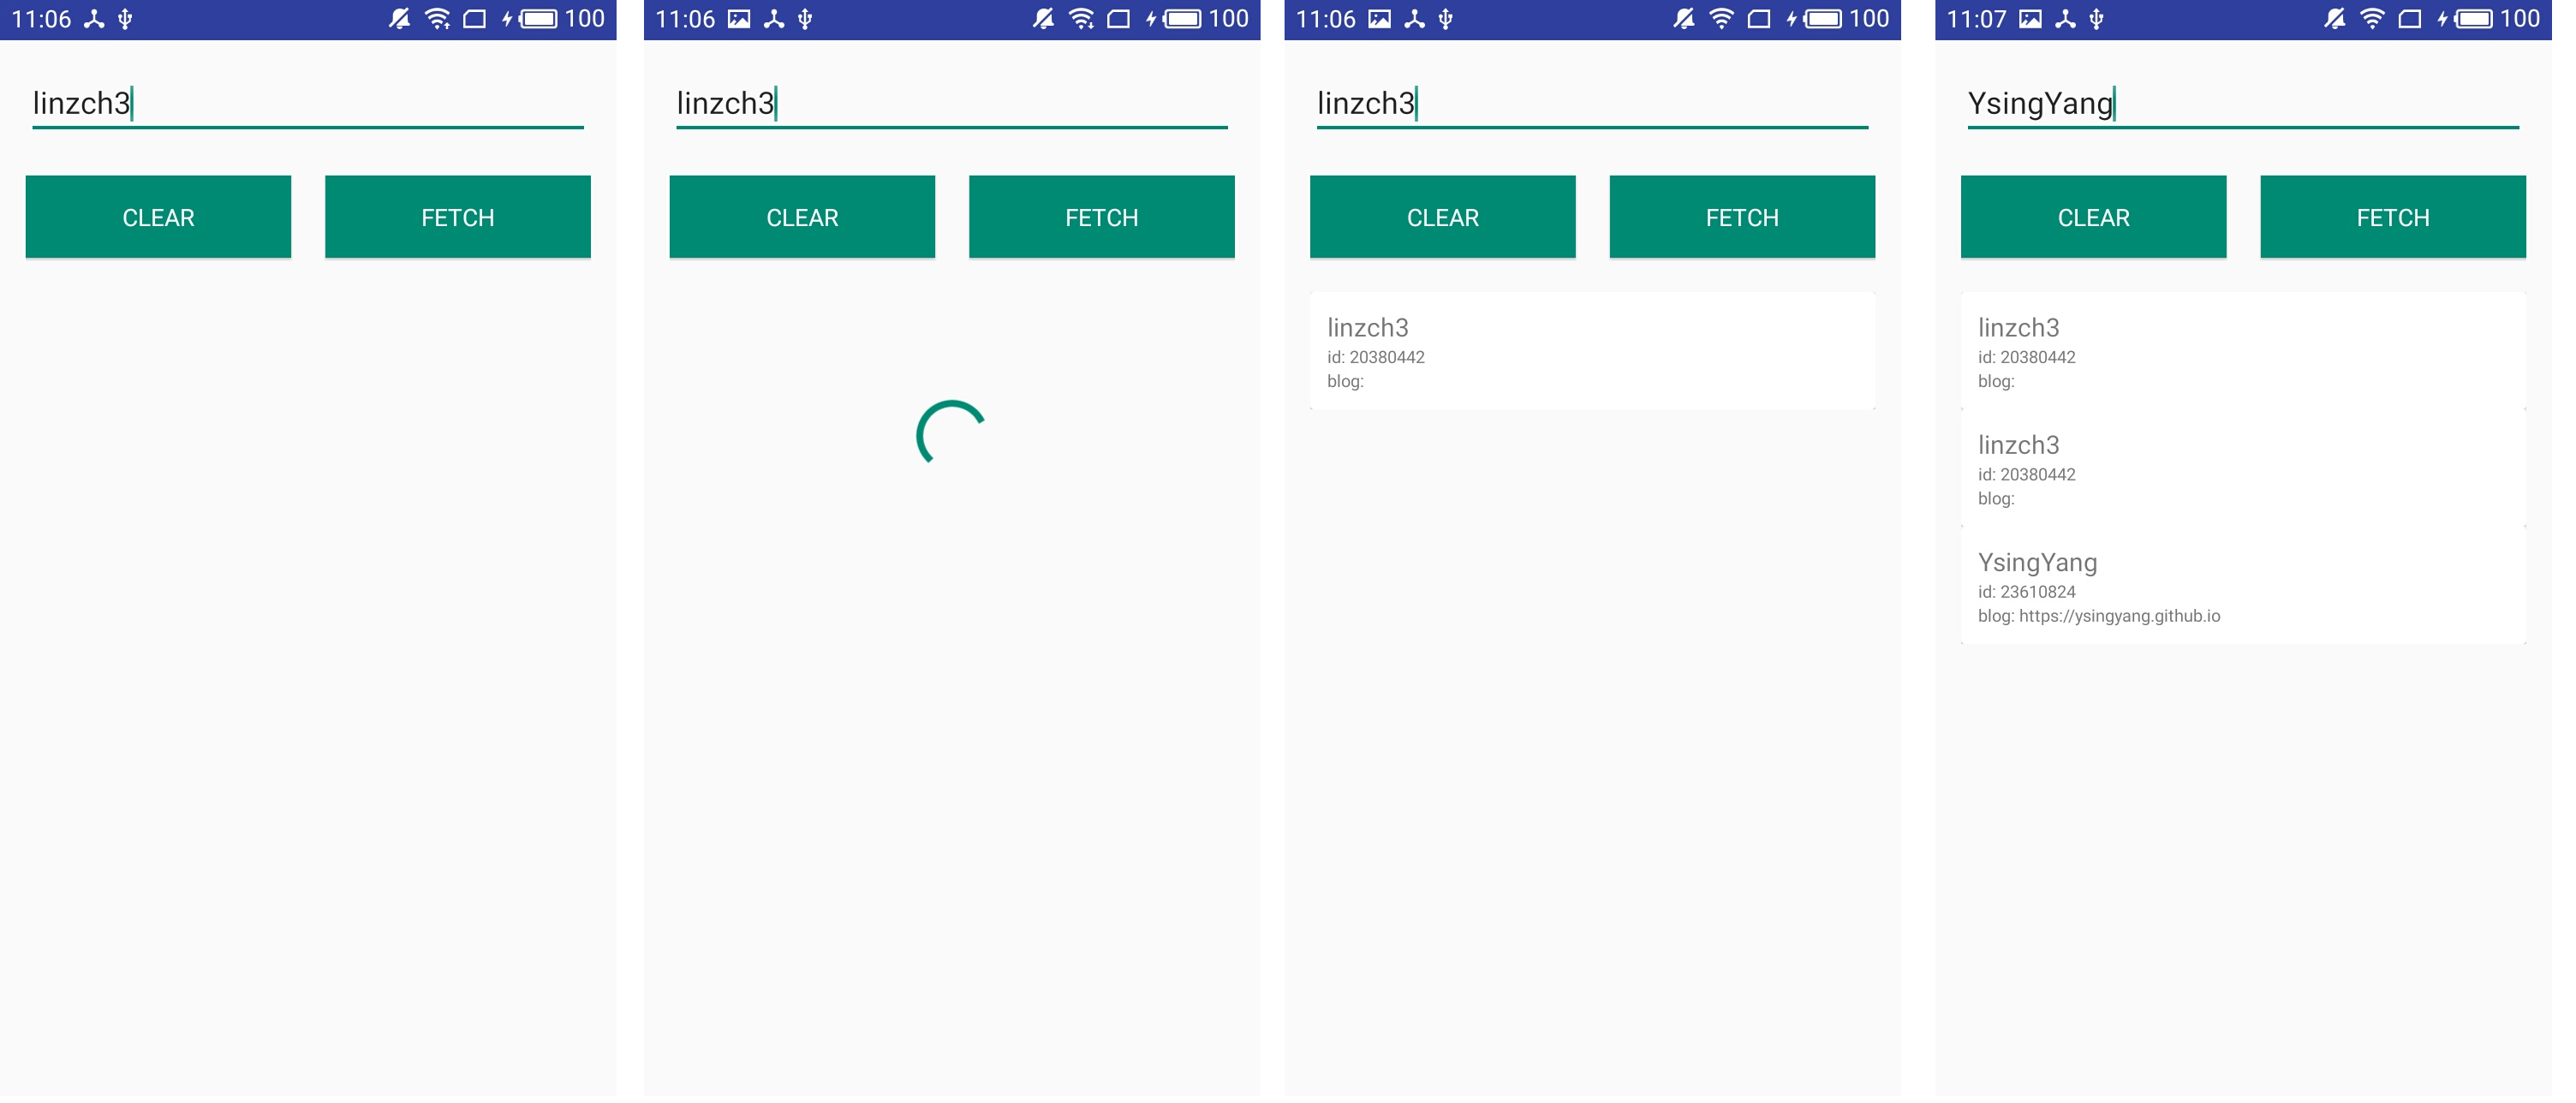 11:06 100
linzch3
CLEAR FETCH
11:06 100
linzch3
CLEAR FETCH
11:06 100
linzch3
CLEAR FETCH
linzch3
id: 20380442
blog:
11:07 100
YsingYang
CLEAR FETCH
linzch3
id: 20380442
blog:
linzch3
id: 20380442
blog:
YsingYang
id: 23610824
blog: https://ysingyang.github.io